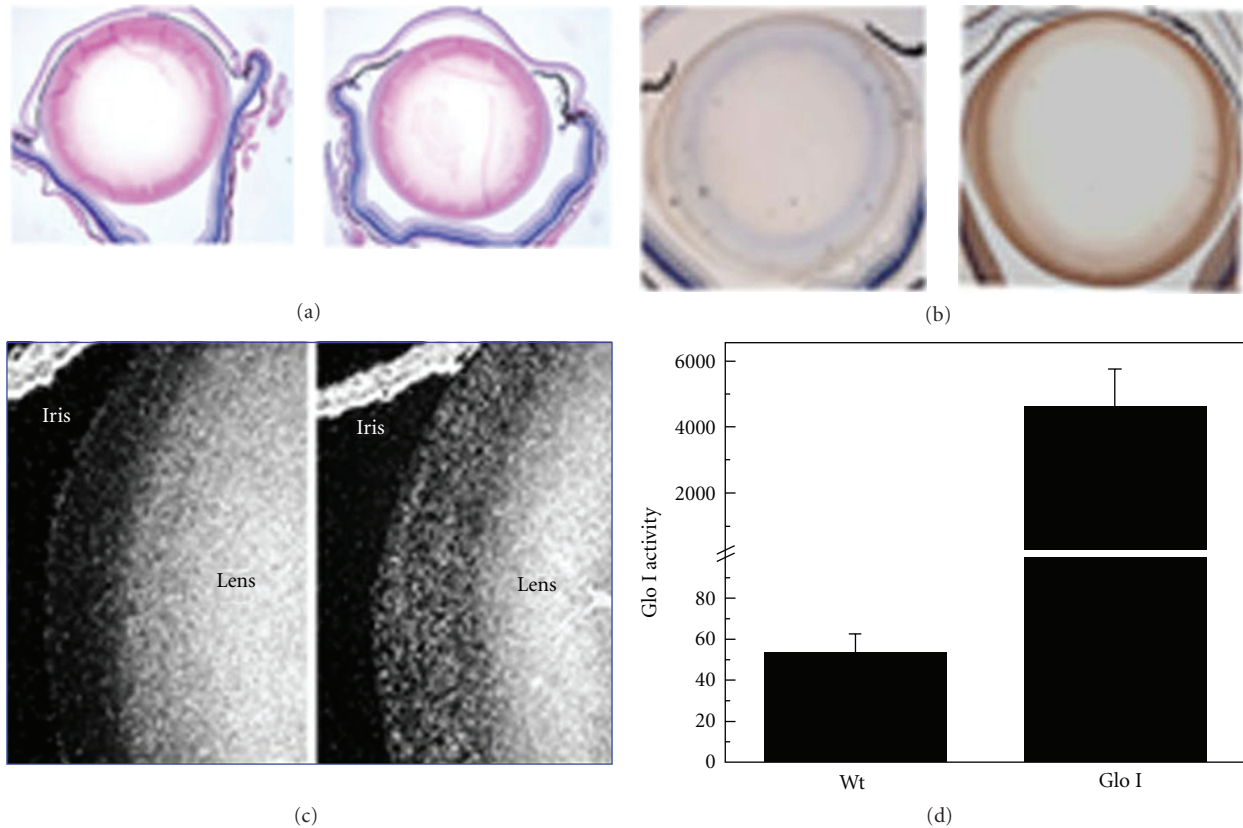 (a)
(b)
Iris
Lens
Iris
Lens
(c)
Glo I activity
6000
4000
2000
80
60
40
20
0
Wt
Glo I
(d)